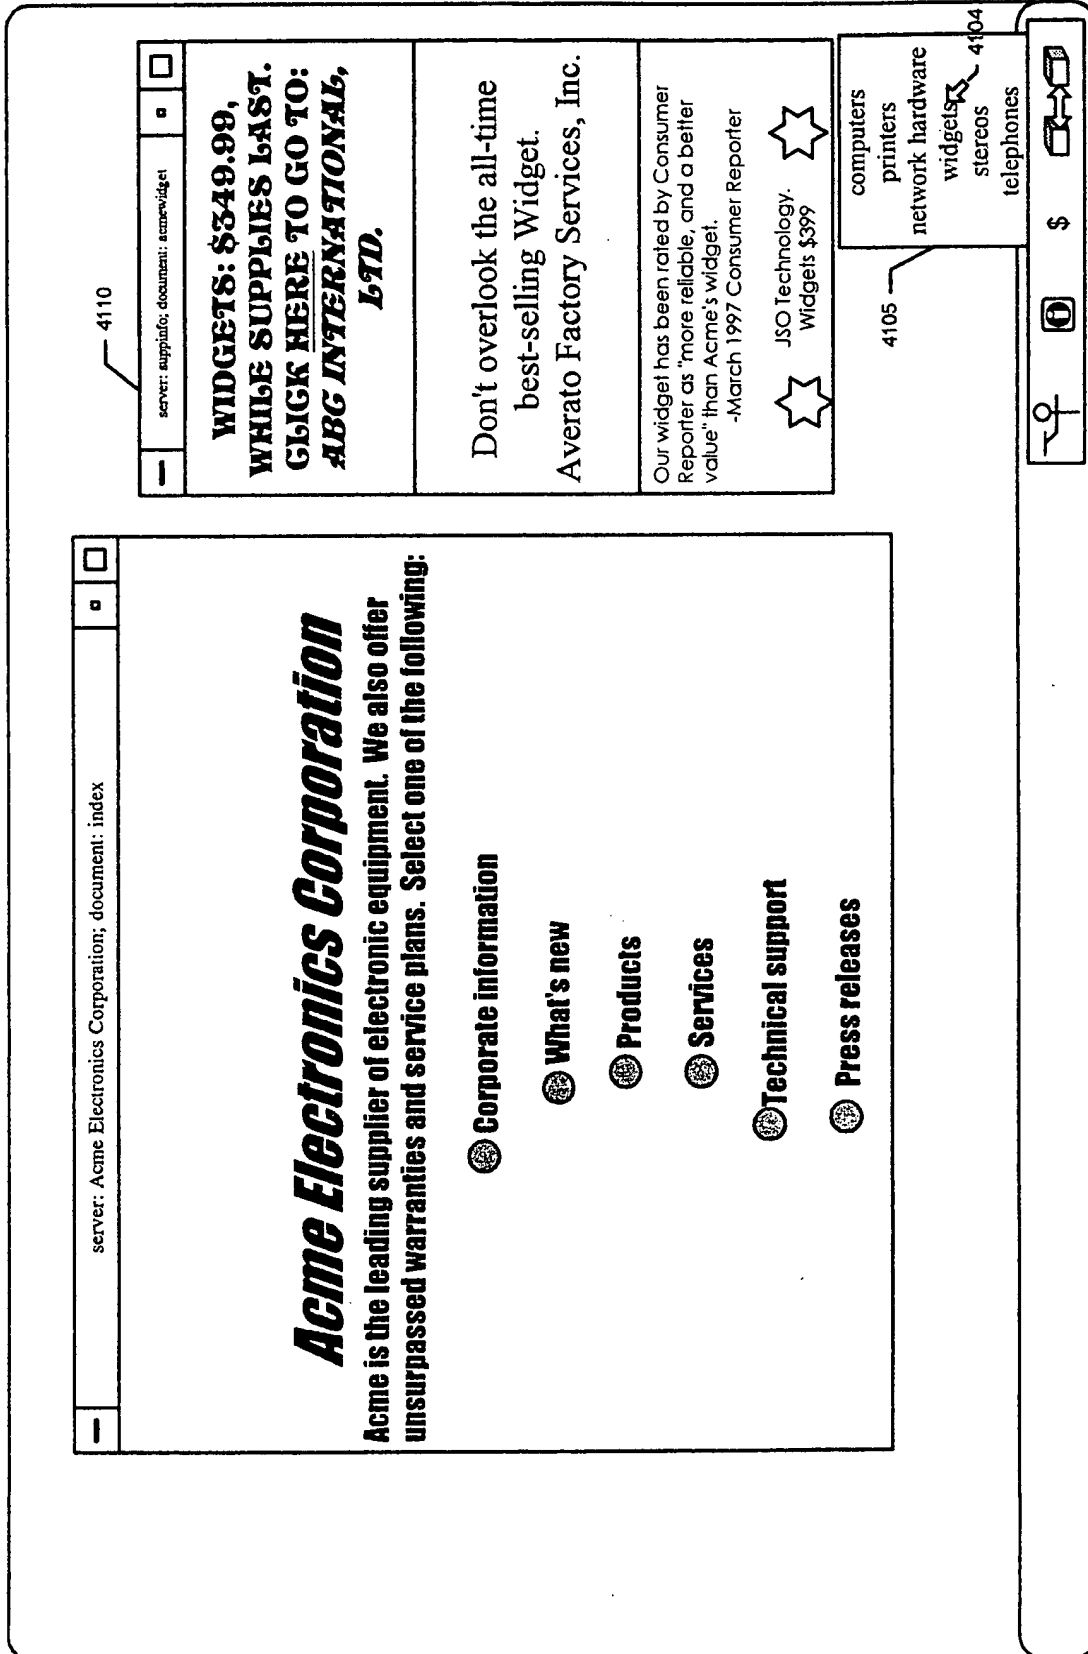 server: Acme Electronics Corporation; document: index
Acme Electronics Corporation
Acme is the leading supplier of electronic equipment. We also offer
unsurpassed warranties and service plans. Select one of the following:
Corporate information
What's new
Products
Services
Technical support
Press releases
4110
server: suppinfo; document: acmewidget
WIDGETS: $349.99,
WHILE SUPPLIES LAST.
CLICK HERE TO GO TO:
ABC INTERNATIONAL,
LTD.
Don't overlook the all-time
best-selling Widget.
Averato Factory Services, Inc.
Our widget has been rated by Consumer
Reporter as "more reliable, and a better
value" than Acme's widget.
-March 1997 Consumer Reporter
JSO Technology.
Widgets $399
4105
computers
printers
network hardware
widgets
stereos
telephones
4104
i
$